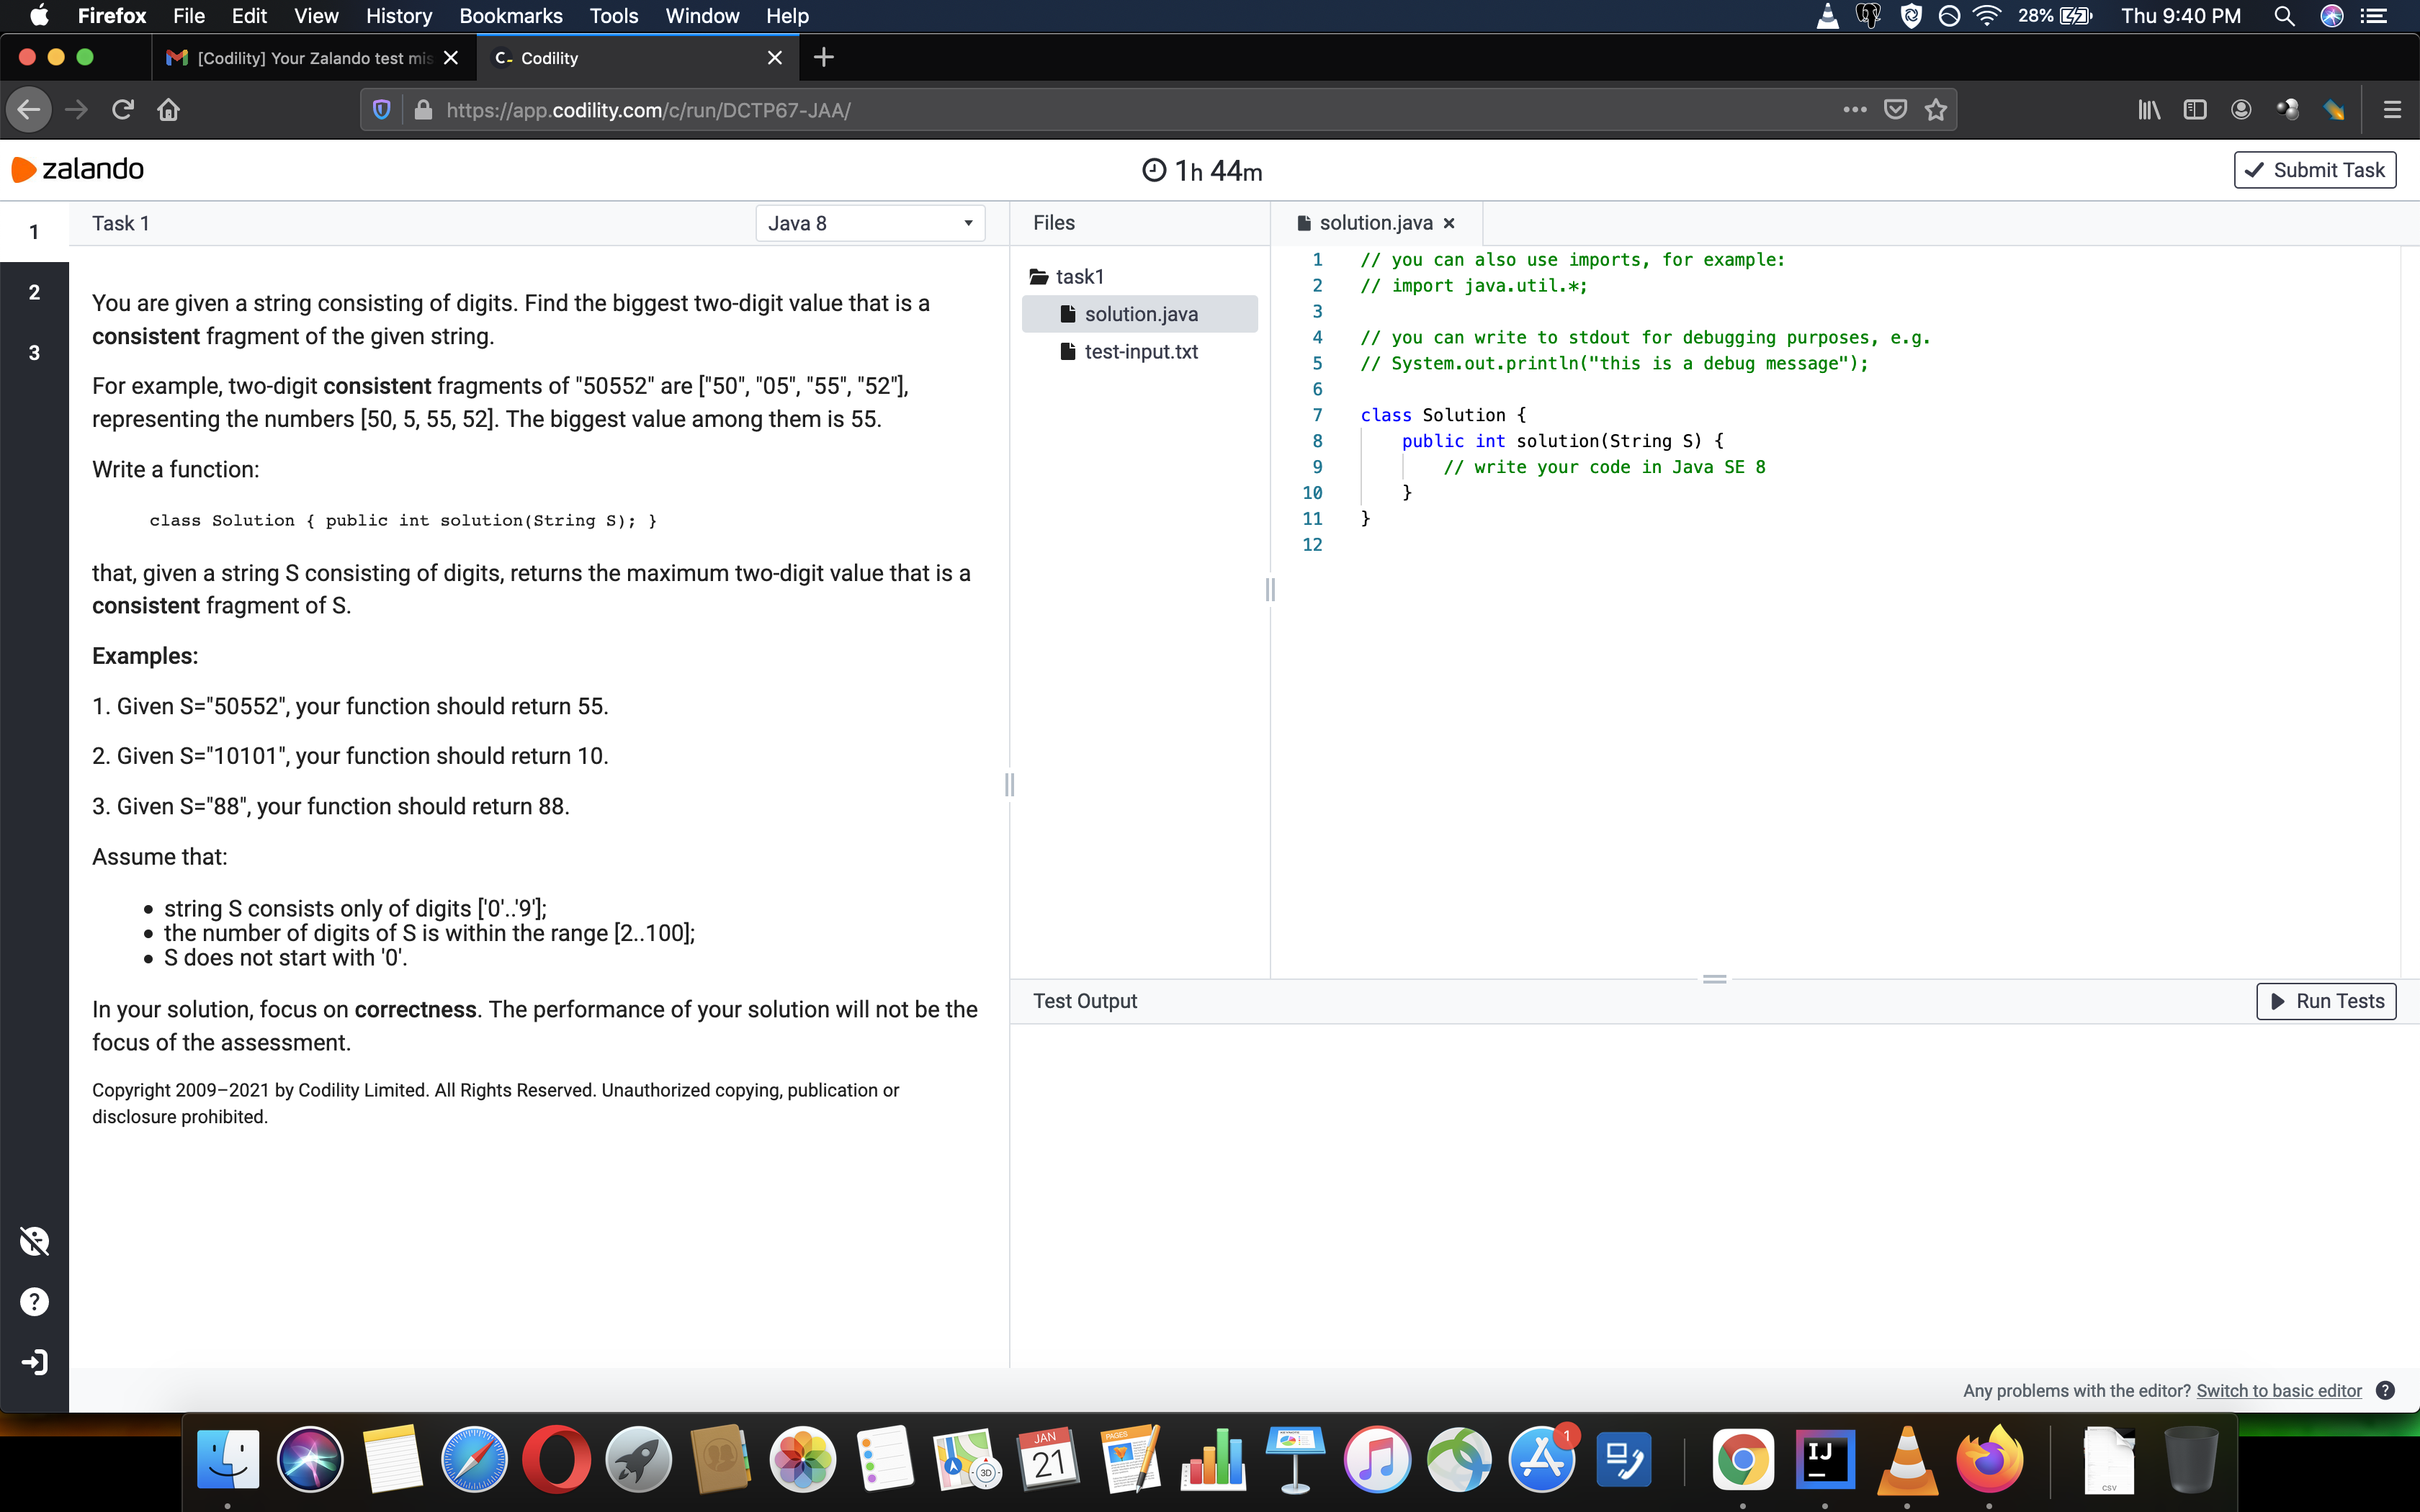 Firefox File Edit View History Bookmarks Tools Window Help 28% Thu 9:40 PM
[Codility] Your Zalando test mis
C- Codility
https://app.codility.com/c/run/DCTP67-JAA/
zalando
1h 44m
Submit Task
1
2
3
Task 1
Java 8
You are given a string consisting of digits. Find the biggest two-digit value that is a
consistent fragment of the given string.
For example, two-digit consistent fragments of "50552" are ["50", "05", "55", "52"],
representing the numbers [50, 5, 55, 52]. The biggest value among them is 55.
Write a function:
class Solution { public int solution(String S); }
that, given a string S consisting of digits, returns the maximum two-digit value that is a
consistent fragment of S.
Examples:
1. Given S="50552", your function should return 55.
2. Given S="10101", your function should return 10.
3. Given S="88", your function should return 88.
Assume that:
• string S consists only of digits ['0'..'9'];
• the number of digits of S is within the range [2..100];
• S does not start with '0'.
In your solution, focus on correctness. The performance of your solution will not be the
focus of the assessment.
Copyright 2009–2021 by Codility Limited. All Rights Reserved. Unauthorized copying, publication or
disclosure prohibited.
Files
task1
solution.java
test-input.txt
solution.java
1 // you can also use imports, for example:
2 // import java.util.*;
3
4 // you can write to stdout for debugging purposes, e.g.
5 // System.out.println("this is a debug message");
6
7 class Solution {
8 public int solution(String S) {
9 // write your code in Java SE 8
10 }
11 }
12
Test Output
Run Tests
Any problems with the editor? Switch to basic editor ?
?
3D
JAN
21
PAGES
KEYNOTE
1
IJ
CSV